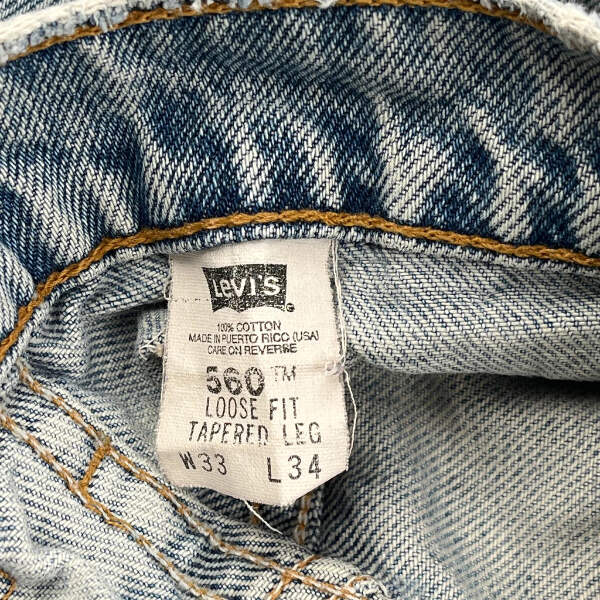 Levi's
100% COTTON
MADE IN PUERTO RICO (USA)
CARE ON REVERSE
560™
LOOSE FIT
TAPERED LEG
W33 L34